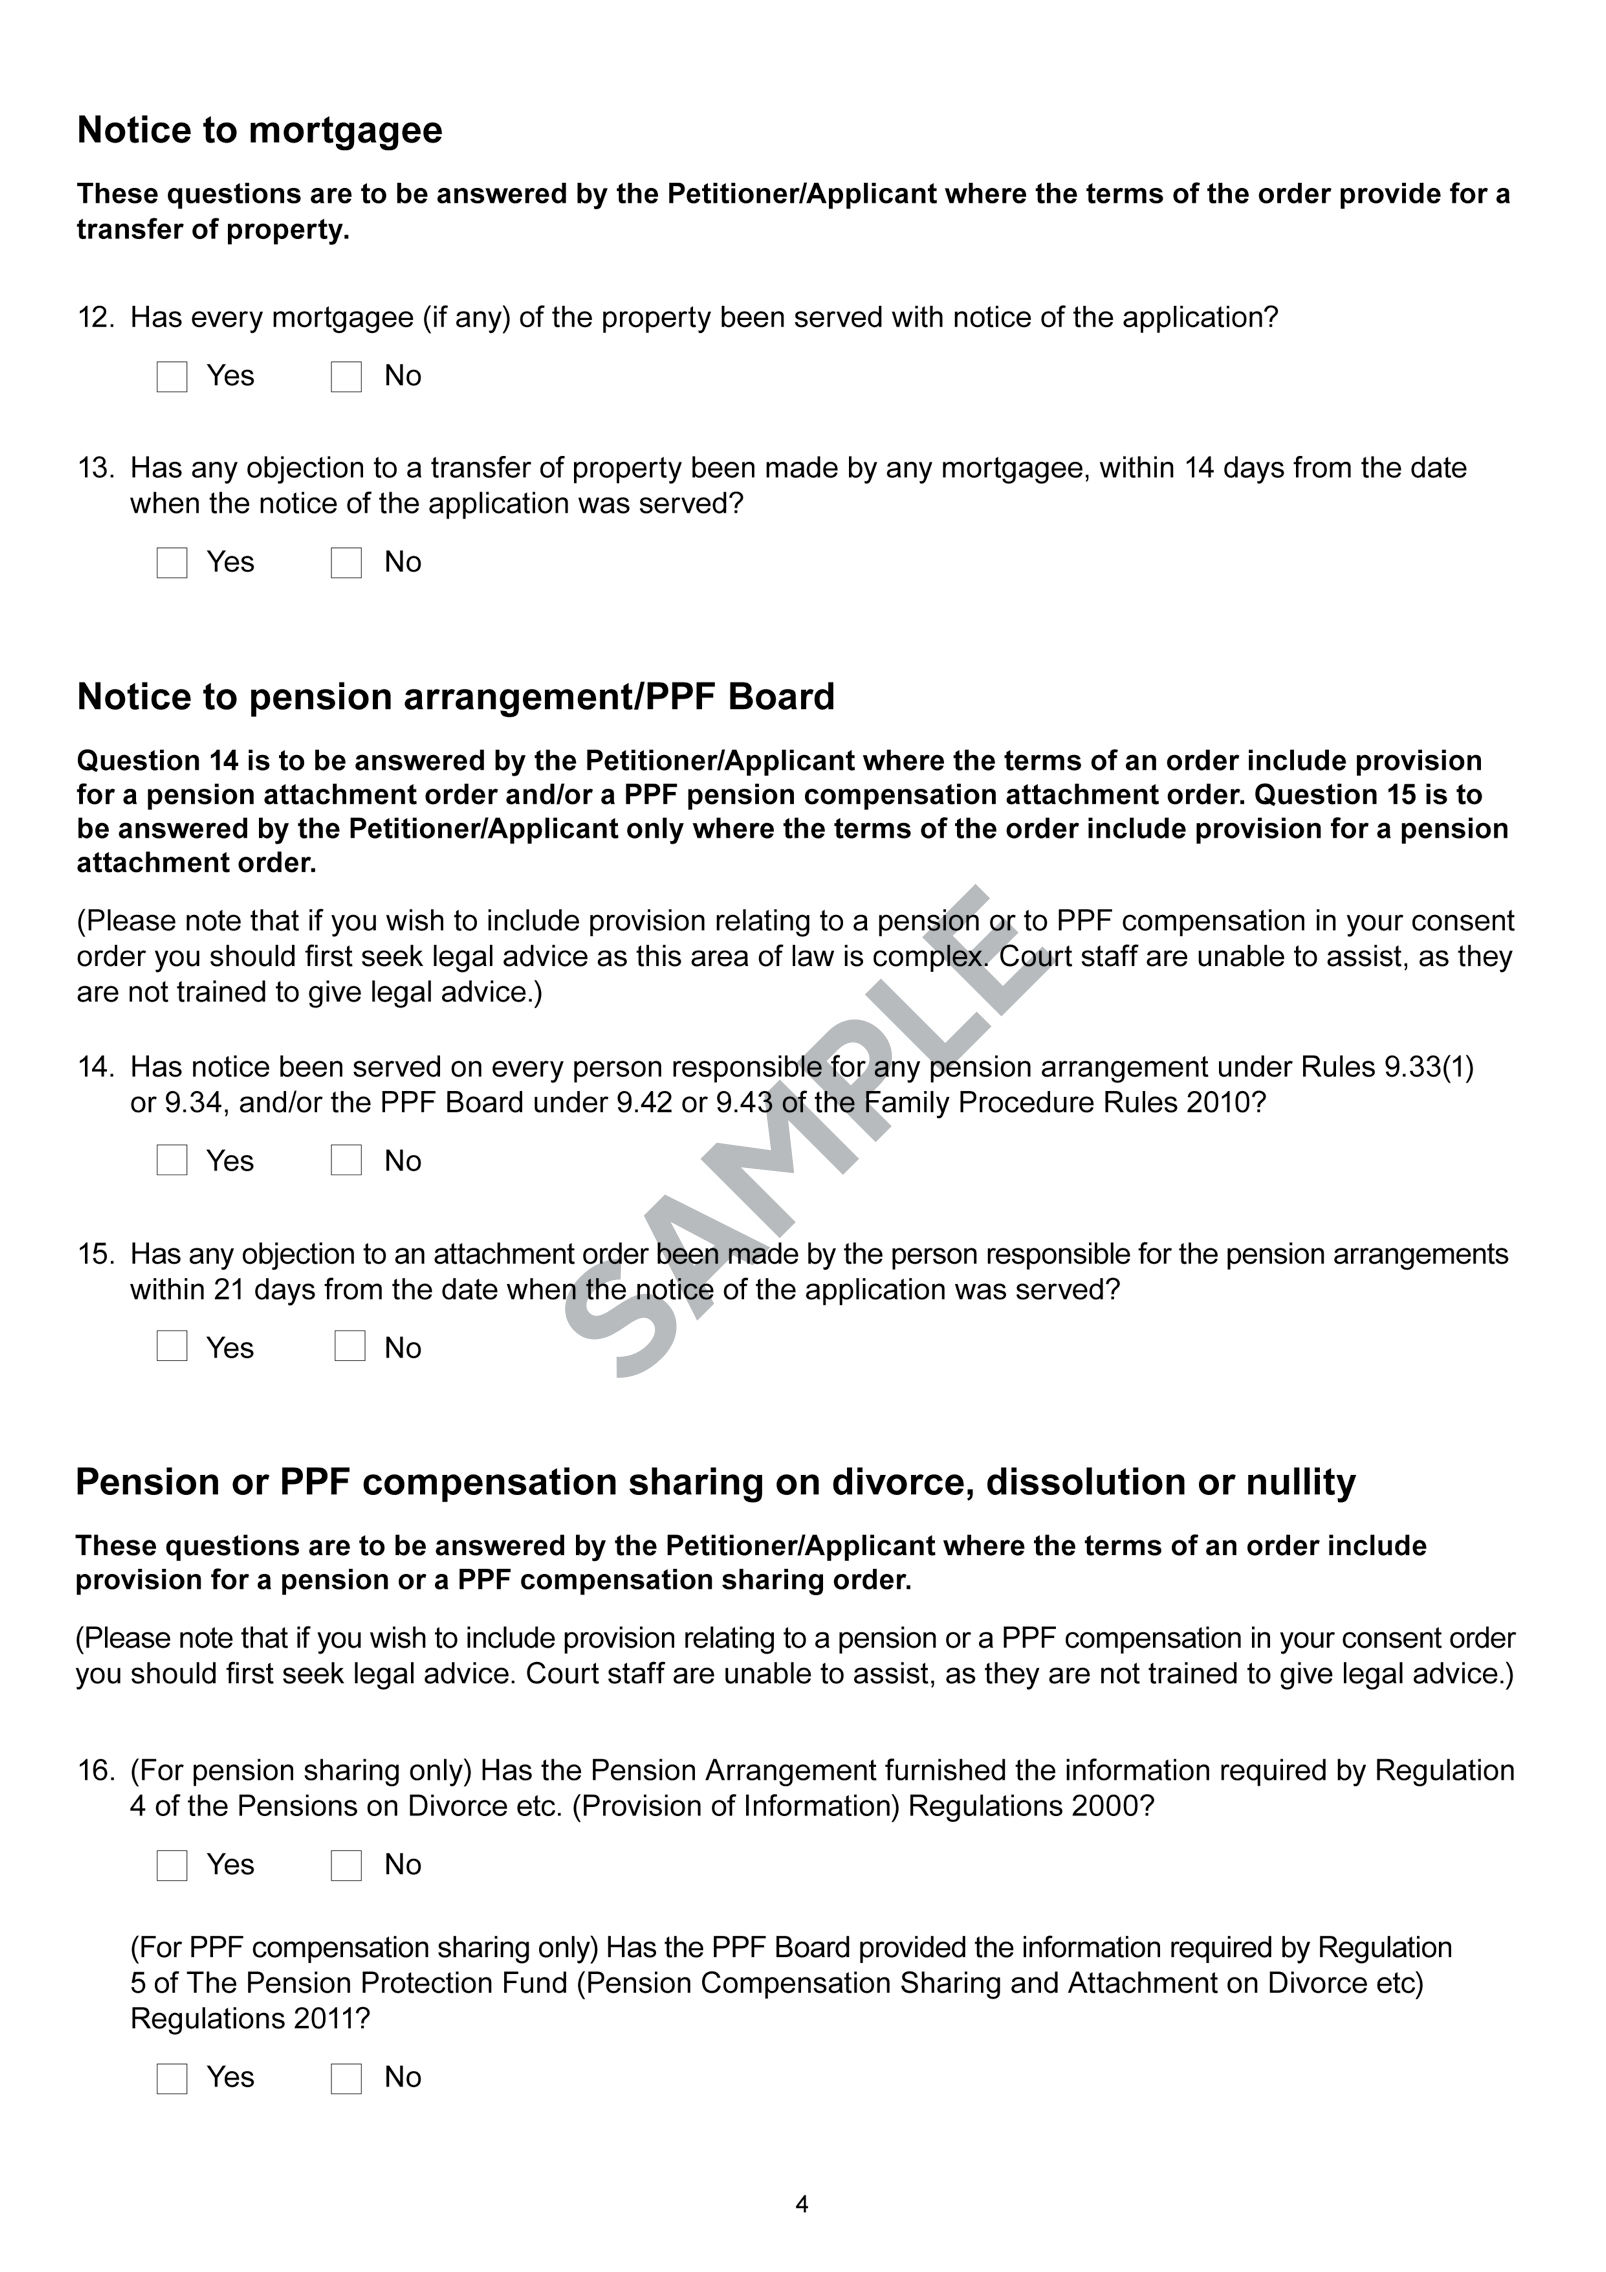 Notice to mortgagee
These questions are to be answered by the Petitioner/Applicant where the terms of the order provide for a
transfer of property.
12. Has every mortgagee (if any) of the property been served with notice of the application?
Yes No
13. Has any objection to a transfer of property been made by any mortgagee, within 14 days from the date
when the notice of the application was served?
Yes No
Notice to pension arrangement/PPF Board
Question 14 is to be answered by the Petitioner/Applicant where the terms of an order include provision
for a pension attachment order and/or a PPF pension compensation attachment order. Question 15 is to
be answered by the Petitioner/Applicant only where the terms of the order include provision for a pension
attachment order.
(Please note that if you wish to include provision relating to a pension or to PPF compensation in your consent
order you should first seek legal advice as this area of law is complex. Court staff are unable to assist, as they
are not trained to give legal advice.)
14. Has notice been served on every person responsible for any pension arrangement under Rules 9.33(1)
or 9.34, and/or the PPF Board under 9.42 or 9.43 of the Family Procedure Rules 2010?
Yes No
15. Has any objection to an attachment order been made by the person responsible for the pension arrangements
within 21 days from the date when the notice of the application was served?
Yes No
SAMPLE
Pension or PPF compensation sharing on divorce, dissolution or nullity
These questions are to be answered by the Petitioner/Applicant where the terms of an order include
provision for a pension or a PPF compensation sharing order.
(Please note that if you wish to include provision relating to a pension or a PPF compensation in your consent order
you should first seek legal advice. Court staff are unable to assist, as they are not trained to give legal advice.)
16. (For pension sharing only) Has the Pension Arrangement furnished the information required by Regulation
4 of the Pensions on Divorce etc. (Provision of Information) Regulations 2000?
Yes No
(For PPF compensation sharing only) Has the PPF Board provided the information required by Regulation
5 of The Pension Protection Fund (Pension Compensation Sharing and Attachment on Divorce etc)
Regulations 2011?
Yes No
4